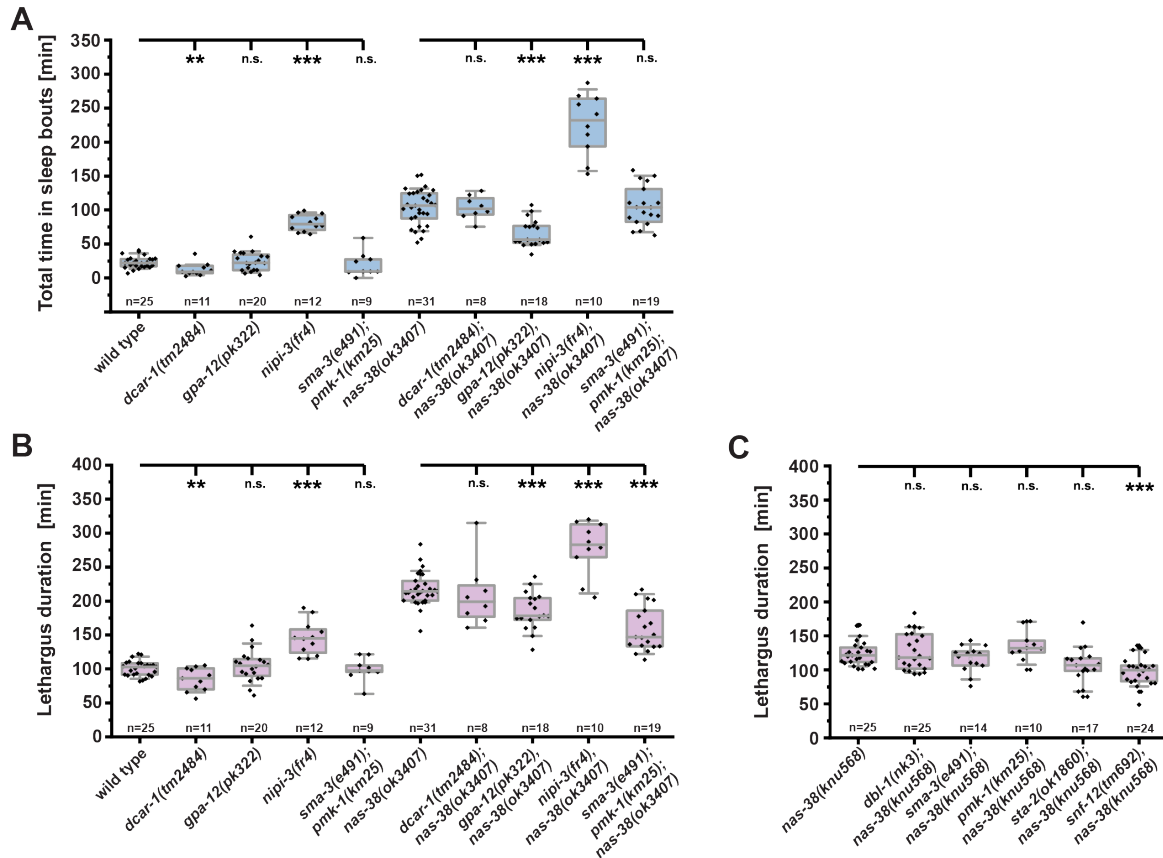 A
Total time in sleep bouts [min]
350
300
250
200
150
100
50
0
** n.s. *** n.s. n.s. *** *** n.s.
n=25 n=11 n=20 n=12 n=9 n=31 n=8 n=18 n=10 n=19
wild type
dcar-1(tm2484)
gpa-12(pk322)
nipi-3(fr4)
sma-3(e491);
pmk-1(km25)
nas-38(ok3407)
dcar-1(tm2484);
nas-38(ok3407)
gpa-12(pk322),
nas-38(ok3407)
nipi-3(fr4),
nas-38(ok3407)
sma-3(e491);
pmk-1(km25);
nas-38(ok3407)
B
Lethargus duration [min]
400
350
300
250
200
150
100
50
0
** n.s. *** n.s. n.s. *** *** ***
n=25 n=11 n=20 n=12 n=9 n=31 n=8 n=18 n=10 n=19
wild type
dcar-1(tm2484)
gpa-12(pk322)
nipi-3(fr4)
sma-3(e491);
pmk-1(km25)
nas-38(ok3407)
dcar-1(tm2484);
nas-38(ok3407)
gpa-12(pk322),
nas-38(ok3407)
nipi-3(fr4),
nas-38(ok3407)
sma-3(e491);
pmk-1(km25);
nas-38(ok3407)
C
Lethargus duration [min]
400
350
300
250
200
150
100
50
0
n.s. n.s. n.s. n.s. ***
n=25 n=25 n=14 n=10 n=17 n=24
nas-38(knu568)
dbl-1(nk3);
nas-38(knu568)
sma-3(e491);
nas-38(knu568)
pmk-1(km25);
nas-38(knu568)
sta-2(ok1860);
nas-38(knu568)
snf-12(tm692);
nas-38(knu568)